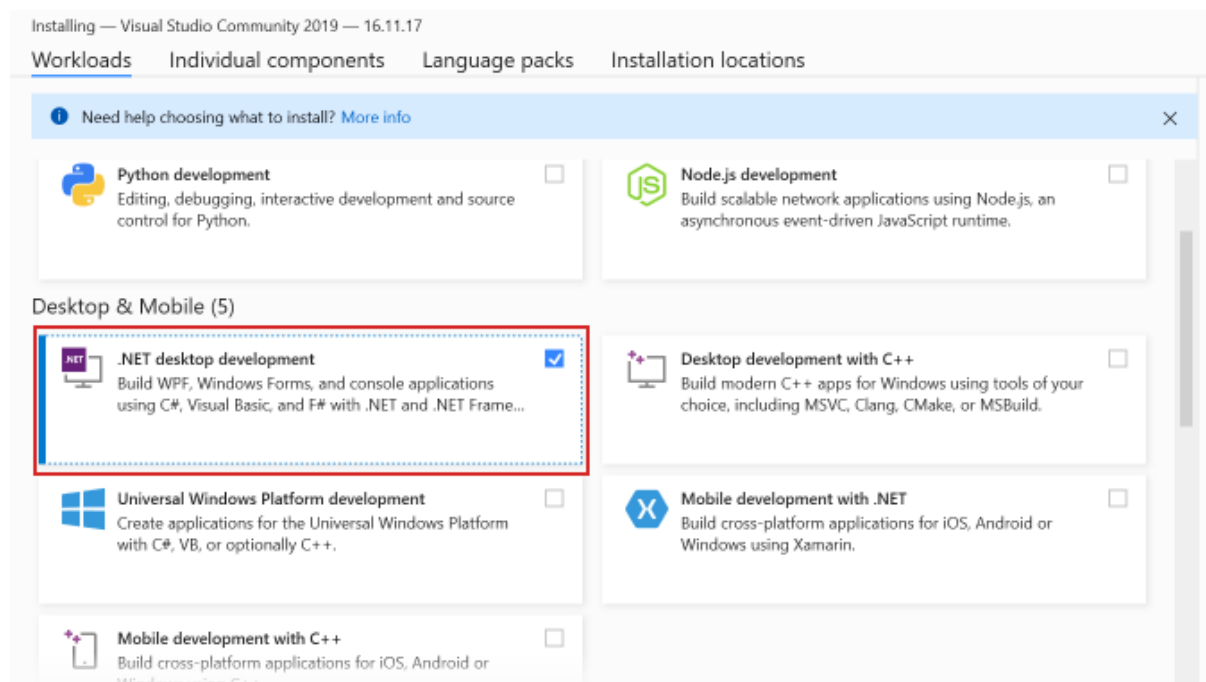 Installing — Visual Studio Community 2019 — 16.11.17
Workloads Individual components Language packs Installation locations
Need help choosing what to install? More info
Python development
Editing, debugging, interactive development and source
control for Python.
JS
Node.js development
Build scalable network applications using Node.js, an
asynchronous event-driven JavaScript runtime.
Desktop & Mobile (5)
.NET
.NET desktop development
Build WPF, Windows Forms, and console applications
using C#, Visual Basic, and F# with .NET and .NET Frame...
Desktop development with C++
Build modern C++ apps for Windows using tools of your
choice, including MSVC, Clang, CMake, or MSBuild.
Universal Windows Platform development
Create applications for the Universal Windows Platform
with C#, VB, or optionally C++.
Mobile development with .NET
Build cross-platform applications for iOS, Android or
Windows using Xamarin.
Mobile development with C++
Build cross-platform applications for iOS, Android or